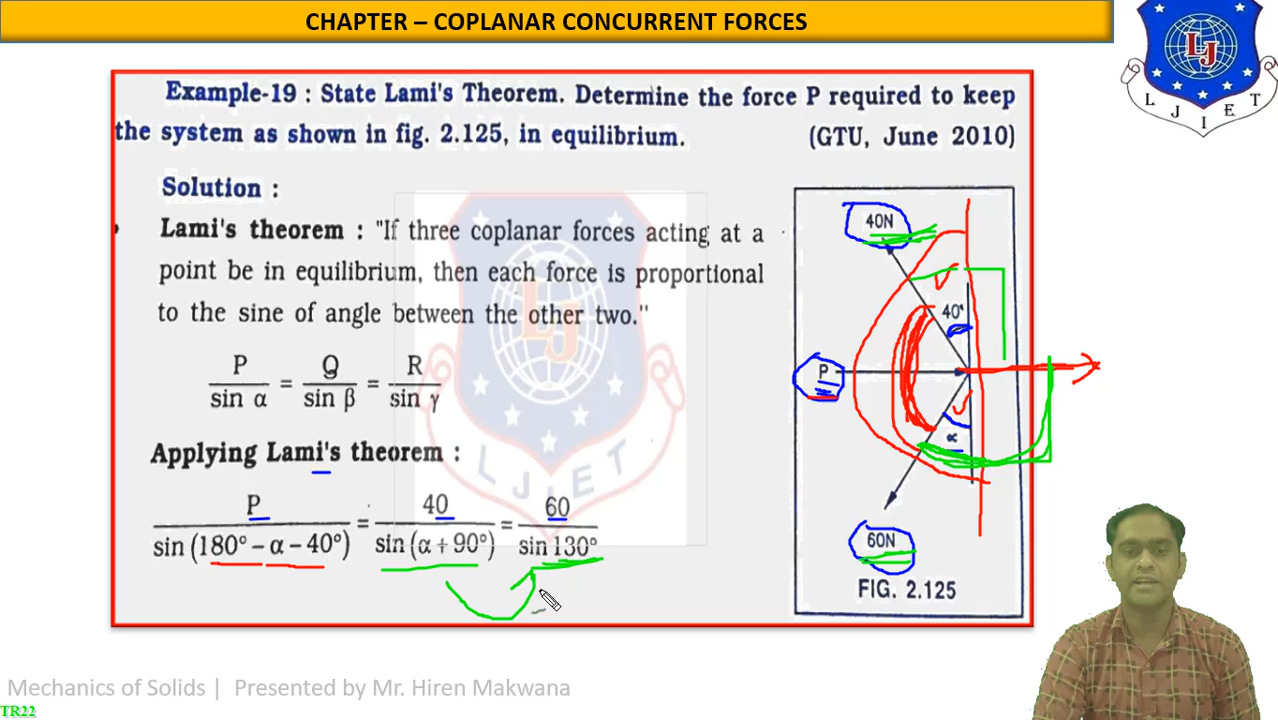 CHAPTER – COPLANAR CONCURRENT FORCES
L J I E T
LJ
Example-19 : State Lami's Theorem. Determine the force P required to keep
the system as shown in fig. 2.125, in equilibrium. (GTU, June 2010)
Solution :
Lami's theorem : "If three coplanar forces acting at a
point be in equilibrium, then each force is proportional
to the sine of angle between the other two."
P/sin α = Q/sin β = R/sin γ
Applying Lami's theorem :
P/sin (180° – α – 40°) = 40/sin (α + 90°) = 60/sin 130°
40N
40°
P
α
60N
FIG. 2.125
LJIET
Mechanics of Solids | Presented by Mr. Hiren Makwana
TR22